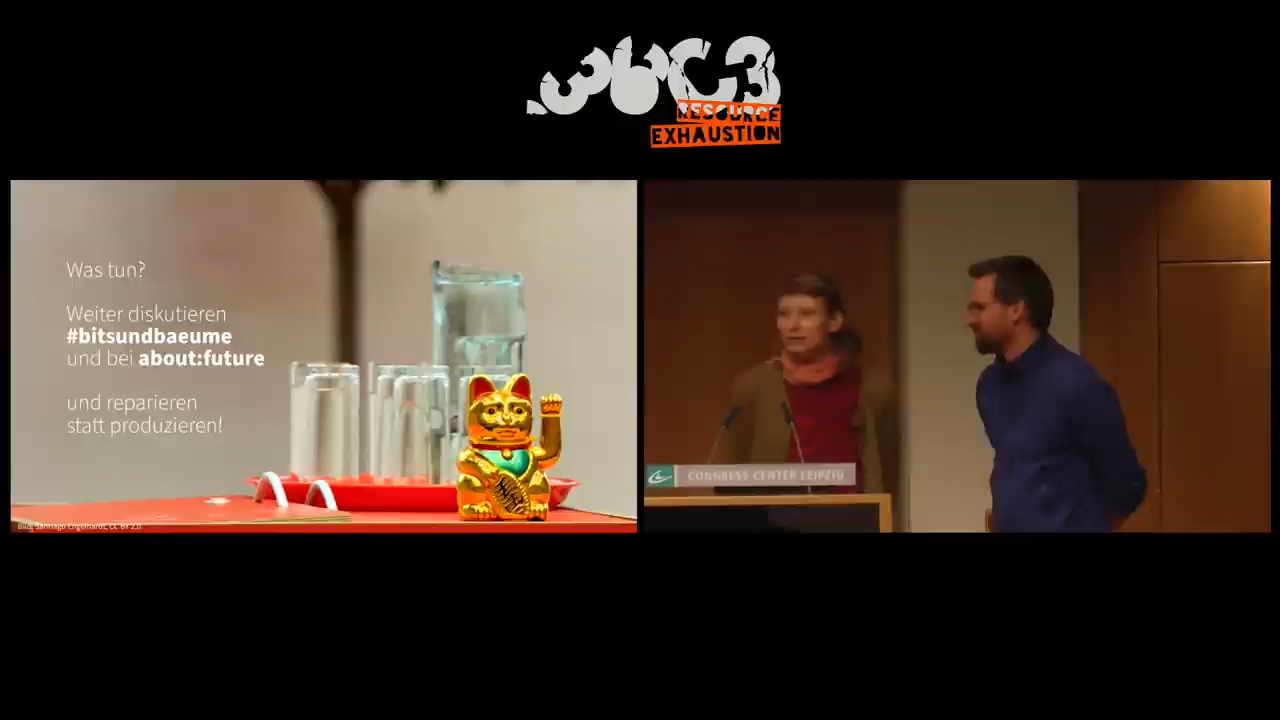 36C3
RESOURCE
EXHAUSTION
Was tun?
Weiter diskutieren
#bitsundbaeume
und bei about:future
und reparieren
statt produzieren!
CONGRESS CENTER LEIPZIG